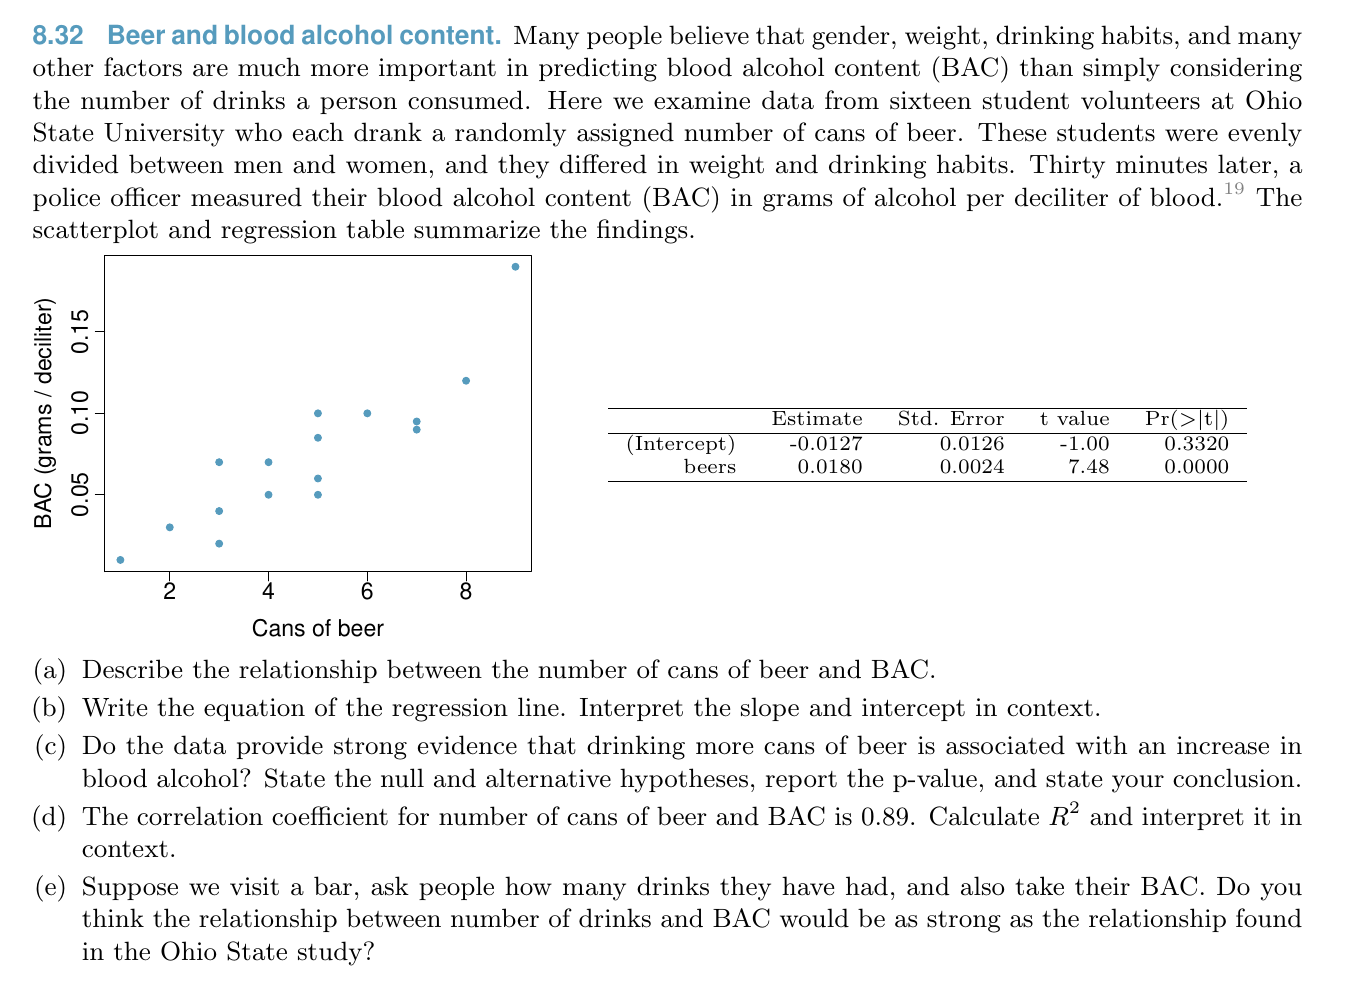 8.32 Beer and blood alcohol content. Many people believe that gender, weight, drinking habits, and many
other factors are much more important in predicting blood alcohol content (BAC) than simply considering
the number of drinks a person consumed. Here we examine data from sixteen student volunteers at Ohio
State University who each drank a randomly assigned number of cans of beer. These students were evenly
divided between men and women, and they differed in weight and drinking habits. Thirty minutes later, a
police officer measured their blood alcohol content (BAC) in grams of alcohol per deciliter of blood.19 The
scatterplot and regression table summarize the findings.
BAC (grams / deciliter)
0.15
0.10
0.05
2 4 6 8
Cans of beer
Estimate Std. Error t value Pr(>|t|)
(Intercept) -0.0127 0.0126 -1.00 0.3320
beers 0.0180 0.0024 7.48 0.0000
(a) Describe the relationship between the number of cans of beer and BAC.
(b) Write the equation of the regression line. Interpret the slope and intercept in context.
(c) Do the data provide strong evidence that drinking more cans of beer is associated with an increase in
blood alcohol? State the null and alternative hypotheses, report the p-value, and state your conclusion.
(d) The correlation coefficient for number of cans of beer and BAC is 0.89. Calculate R² and interpret it in
context.
(e) Suppose we visit a bar, ask people how many drinks they have had, and also take their BAC. Do you
think the relationship between number of drinks and BAC would be as strong as the relationship found
in the Ohio State study?